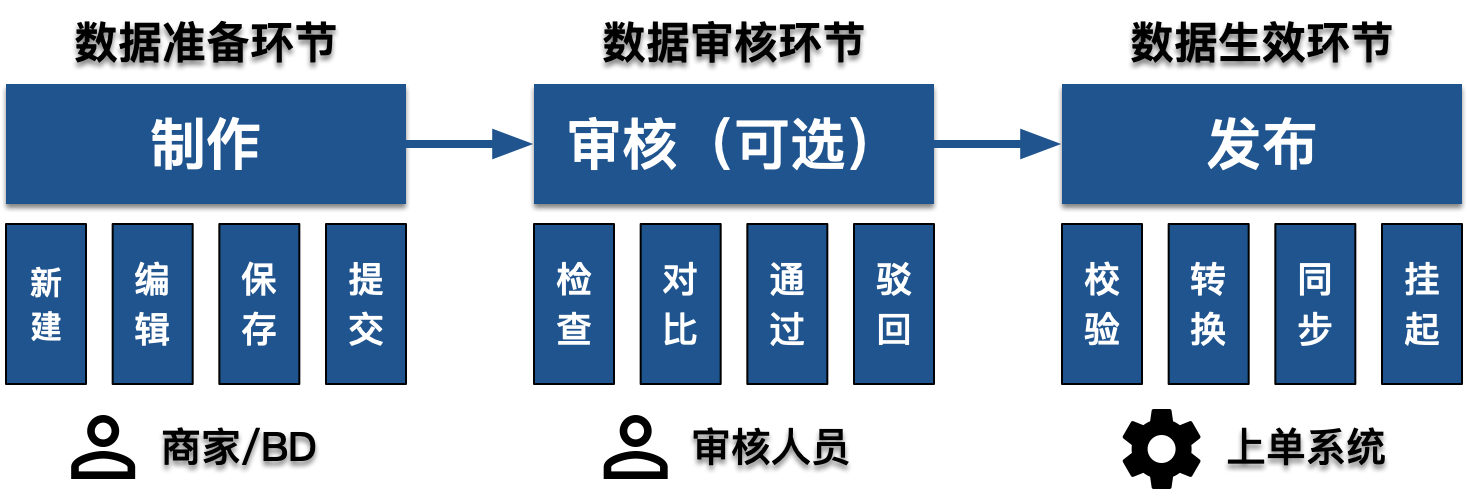 数据准备环节
数据审核环节
数据生效环节
制作
审核（可选）
发布
新建
编辑
保存
提交
检查
对比
通过
驳回
校验
转换
同步
挂起
商家/BD
审核人员
上单系统